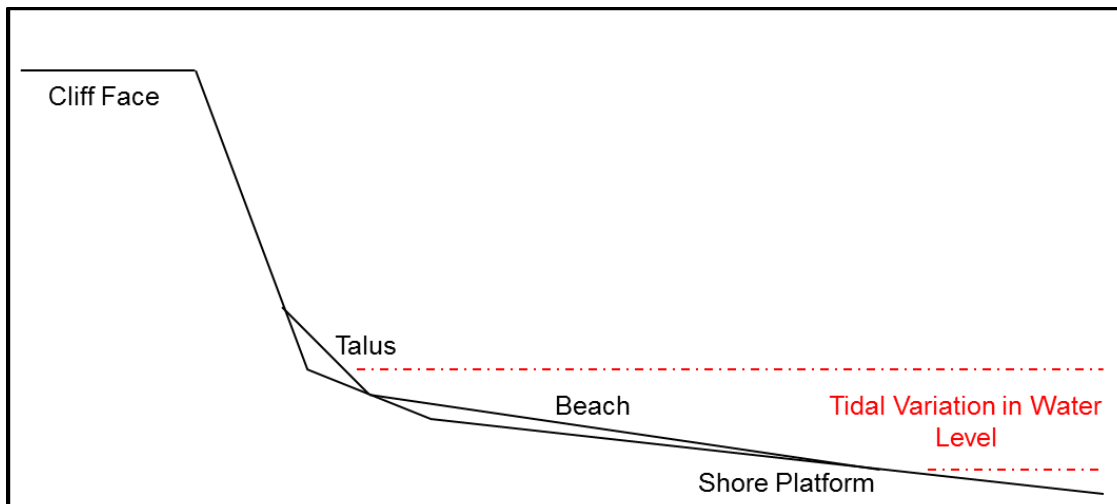 Cliff Face
Talus
Beach
Tidal Variation in Water
Level
Shore Platform